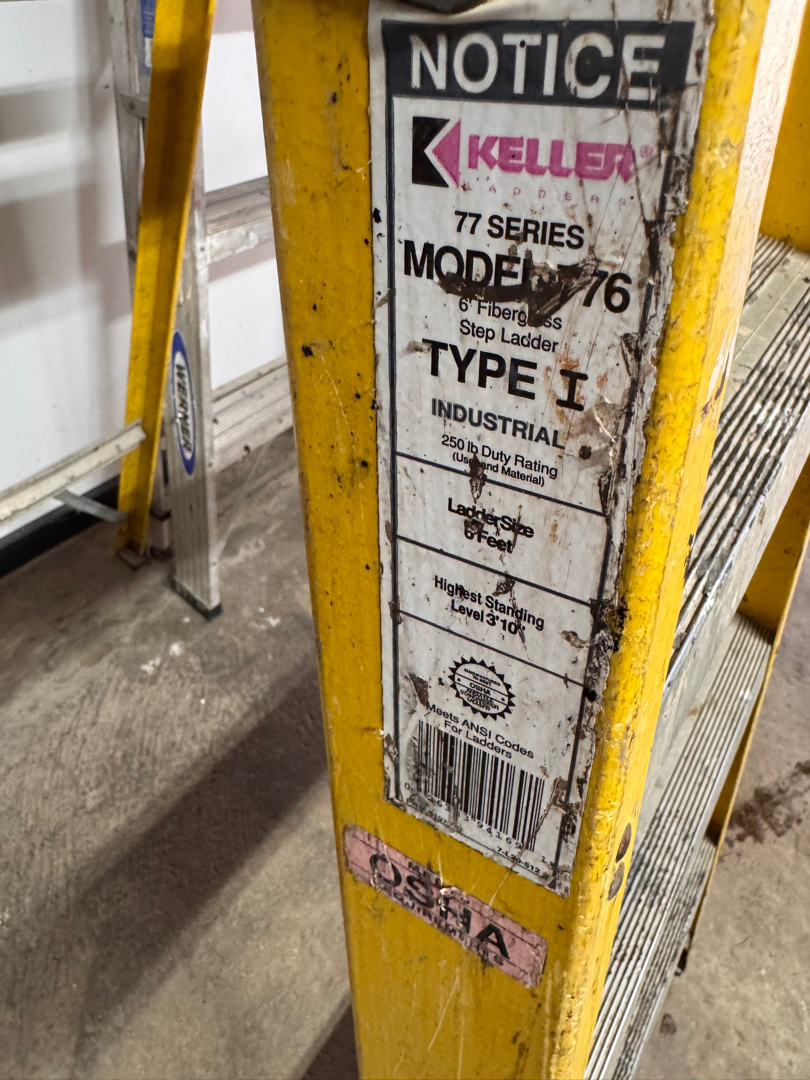 NOTICE
KELLER®
LADDERS
77 SERIES
MODEL 76
6' Fiberglass
Step Ladder
TYPE I
INDUSTRIAL
250 lb Duty Rating
(User and Material)
Ladder Size
6 Feet
Highest Standing
Level 3'10"
OSHA
Meets ANSI Codes
For Ladders
OSHA
WERNER